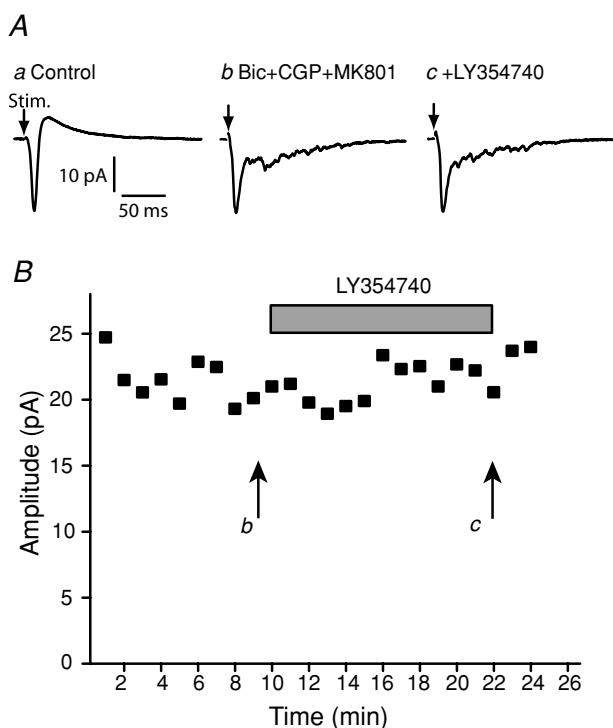 A
a Control
b Bic+CGP+MK801
c +LY354740
Stim.
10 pA
50 ms
B
LY354740
25
20
15
10
5
0
Amplitude (pA)
b
c
2 4 6 8 10 12 14 16 18 20 22 24 26
Time (min)